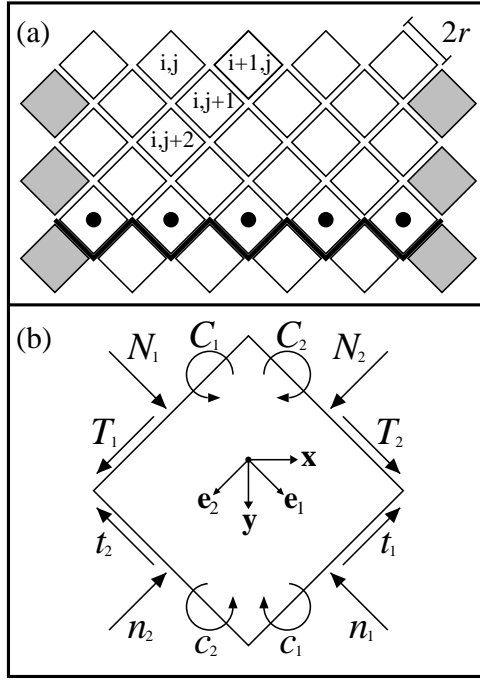 (a)
2r
i,j
i+1,j
i,j+1
i,j+2
(b)
N₁
C₁
C₂
N₂
T₁
T₂
x
e₂
e₁
y
t₂
t₁
n₂
c₂
c₁
n₁